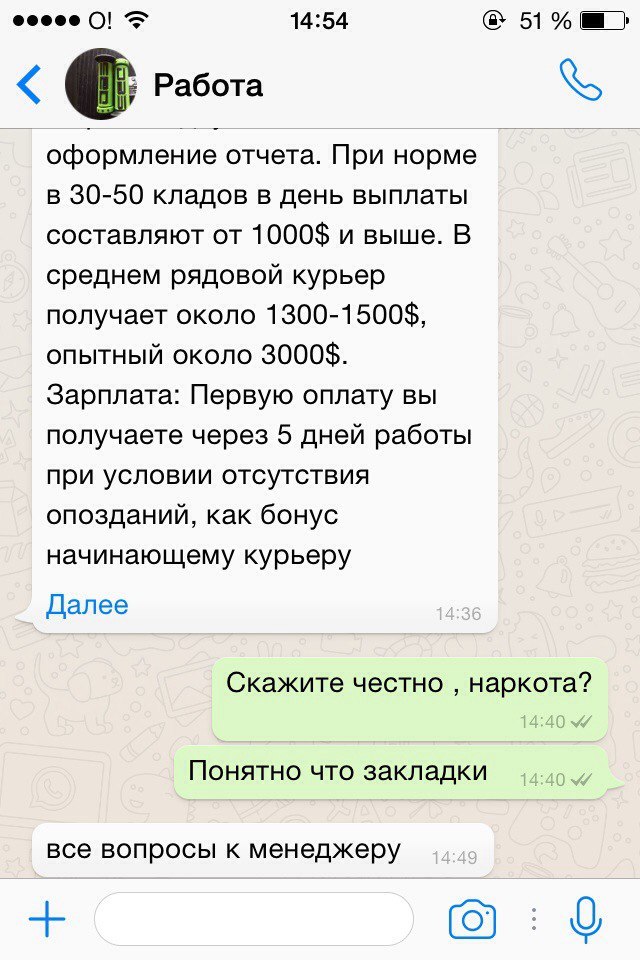 O! 14:54 51 %
Работа
оформление отчета. При норме
в 30-50 кладов в день выплаты
составляют от 1000$ и выше. В
среднем рядовой курьер
получает около 1300-1500$,
опытный около 3000$.
Зарплата: Первую оплату вы
получаете через 5 дней работы
при условии отсутствия
опозданий, как бонус
начинающему курьеру
Далее 14:36
Скажите честно , наркота?
14:40
Понятно что закладки 14:40
все вопросы к менеджеру 14:49